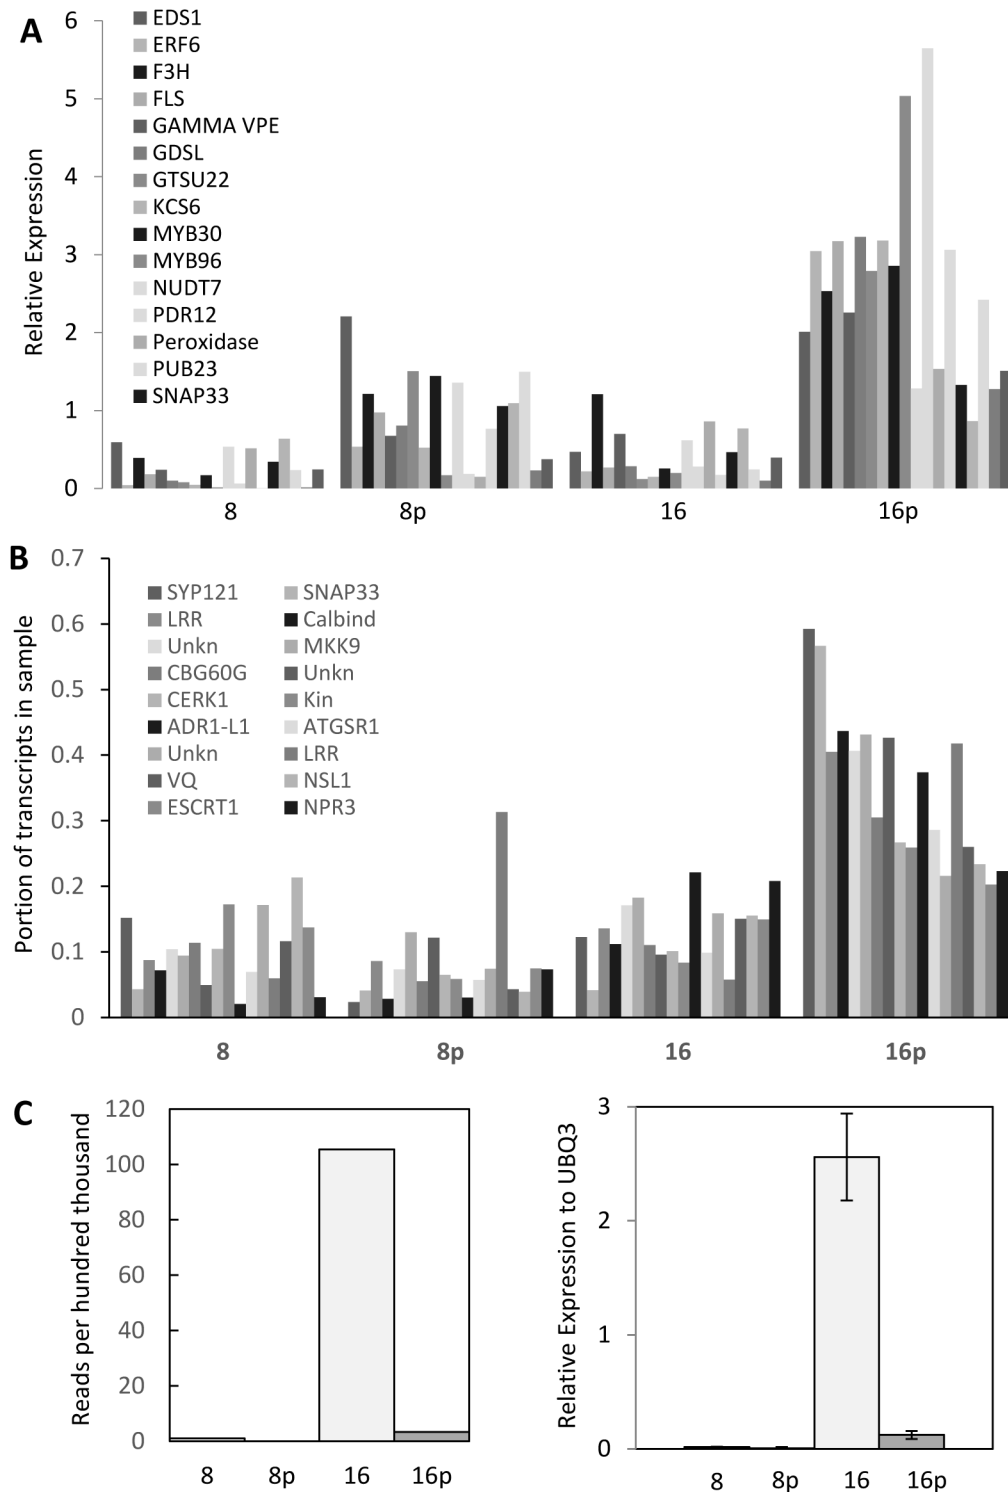 A
Relative Expression
6
5
4
3
2
1
0
EDS1
ERF6
F3H
FLS
GAMMA VPE
GDSL
GTSU22
KCS6
MYB30
MYB96
NUDT7
PDR12
Peroxidase
PUB23
SNAP33
8 8p 16 16p
B
Portion of transcripts in sample
0.7
0.6
0.5
0.4
0.3
0.2
0.1
0
SYP121 SNAP33
LRR Calbind
Unkn MKK9
CBG60G Unkn
CERK1 Kin
ADR1-L1 ATGSR1
Unkn LRR
VQ NSL1
ESCRT1 NPR3
8 8p 16 16p
C
Reads per hundred thousand
120
100
80
60
40
20
0
8 8p 16 16p
Relative Expression to UBQ3
3
2
1
0
8 8p 16 16p